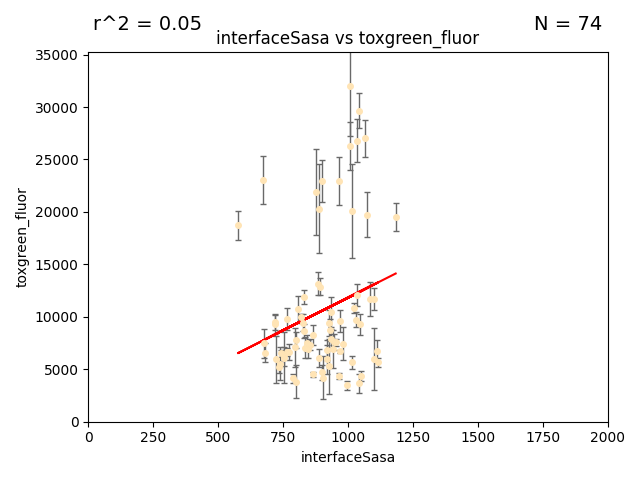 r^2 = 0.05
N = 74
interfaceSasa vs toxgreen_fluor
35000
30000
25000
20000
15000
10000
5000
0
toxgreen_fluor
0 250 500 750 1000 1250 1500 1750 2000
interfaceSasa